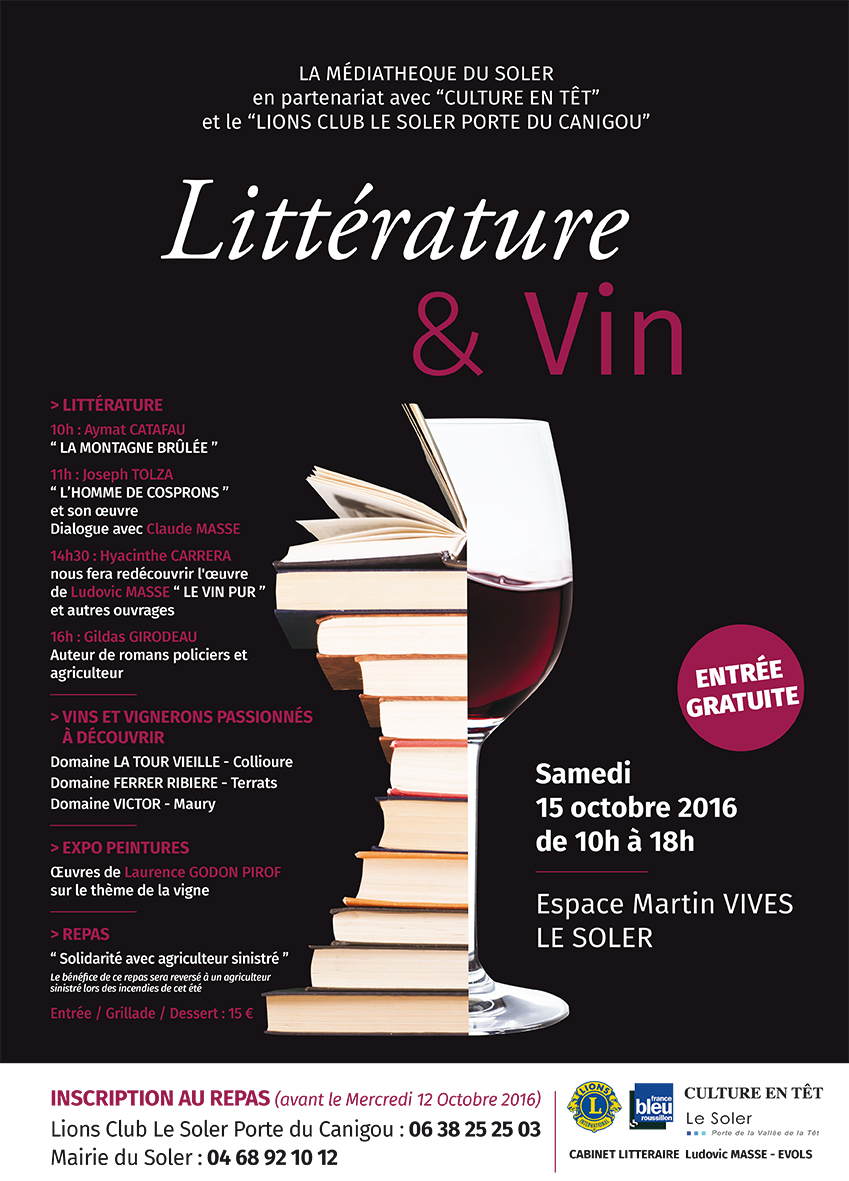 LA MÉDIATHEQUE DU SOLER
en partenariat avec “CULTURE EN TÊT”
et le “LIONS CLUB LE SOLER PORTE DU CANIGOU”
Littérature
& Vin
> LITTÉRATURE
10h : Aymat CATAFAU
“ LA MONTAGNE BRÛLÉE ”
11h : Joseph TOLZA
“ L’HOMME DE COSPRONS ”
et son œuvre
Dialogue avec Claude MASSE
14h30 : Hyacinthe CARRERA
nous fera redécouvrir l'œuvre
de Ludovic MASSE “ LE VIN PUR ”
et autres ouvrages
16h : Gildas GIRODEAU
Auteur de romans policiers et
agriculteur
> VINS ET VIGNERONS PASSIONNÉS
À DÉCOUVRIR
Domaine LA TOUR VIEILLE - Collioure
Domaine FERRER RIBIERE - Terrats
Domaine VICTOR - Maury
> EXPO PEINTURES
Œuvres de Laurence GODON PIROF
sur le thème de la vigne
> REPAS
“ Solidarité avec agriculteur sinistré ”
Le bénéfice de ce repas sera reversé à un agriculteur
sinistré lors des incendies de cet été
Entrée / Grillade / Dessert : 15 €
ENTRÉE
GRATUITE
Samedi
15 octobre 2016
de 10h à 18h
Espace Martin VIVES
LE SOLER
INSCRIPTION AU REPAS (avant le Mercredi 12 Octobre 2016)
Lions Club Le Soler Porte du Canigou : 06 38 25 25 03
Mairie du Soler : 04 68 92 10 12
LIONS
L
INTERNATIONAL
france
bleu
roussillon
CULTURE EN TÊT
Le Soler
Porte de la Vallée de la Têt
CABINET LITTERAIRE Ludovic MASSE - EVOLS